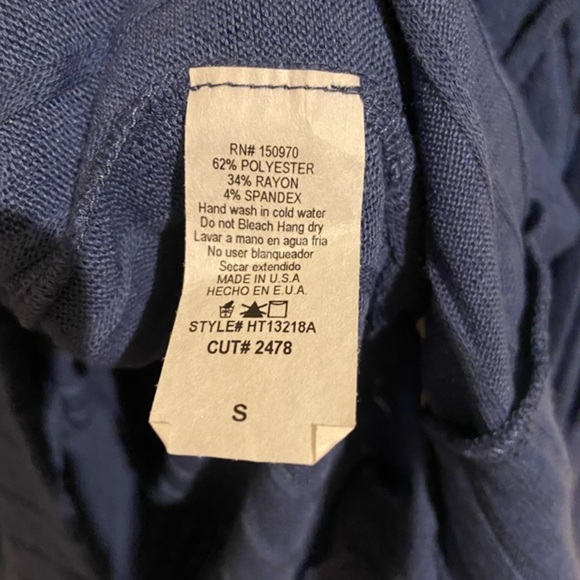 RN# 150970
62% POLYESTER
34% RAYON
4% SPANDEX
Hand wash in cold water
Do not Bleach Hang dry
Lavar a mano en agua fria
No user blanqueador
Secar extendido
MADE IN U.S.A
HECHO EN E.U.A.
STYLE# HT13218A
CUT# 2478
S